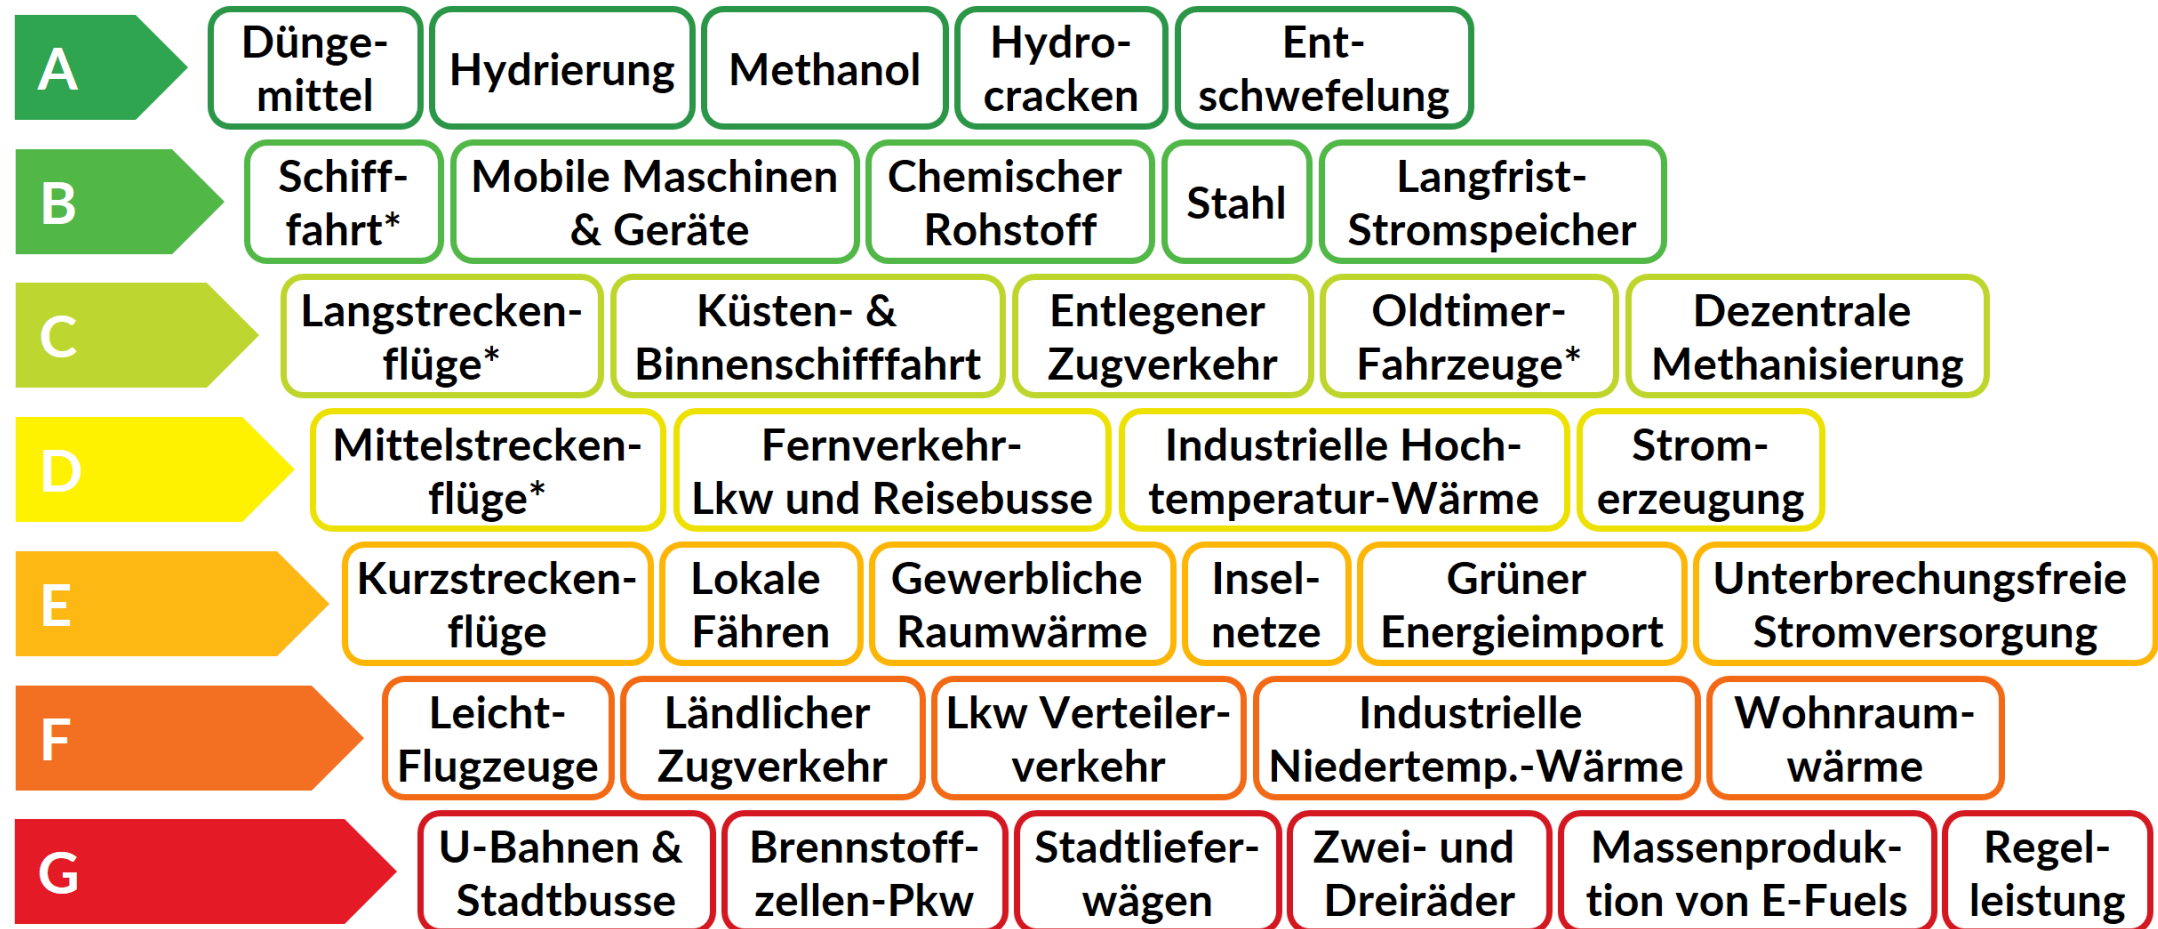 A
Dünge-
mittel
Hydrierung
Methanol
Hydro-
cracken
Ent-
schwefelung
B
Schiff-
fahrt*
Mobile Maschinen
& Geräte
Chemischer
Rohstoff
Stahl
Langfrist-
Stromspeicher
C
Langstrecken-
flüge*
Küsten- &
Binnenschifffahrt
Entlegener
Zugverkehr
Oldtimer-
Fahrzeuge*
Dezentrale
Methanisierung
D
Mittelstrecken-
flüge*
Fernverkehr-
Lkw und Reisebusse
Industrielle Hoch-
temperatur-Wärme
Strom-
erzeugung
E
Kurzstrecken-
flüge
Lokale
Fähren
Gewerbliche
Raumwärme
Insel-
netze
Grüner
Energieimport
Unterbrechungsfreie
Stromversorgung
F
Leicht-
Flugzeuge
Ländlicher
Zugverkehr
Lkw Verteiler-
verkehr
Industrielle
Niedertemp.-Wärme
Wohnraum-
wärme
G
U-Bahnen &
Stadtbusse
Brennstoff-
zellen-Pkw
Stadtliefer-
wägen
Zwei- und
Dreiräder
Massenproduk-
tion von E-Fuels
Regel-
leistung